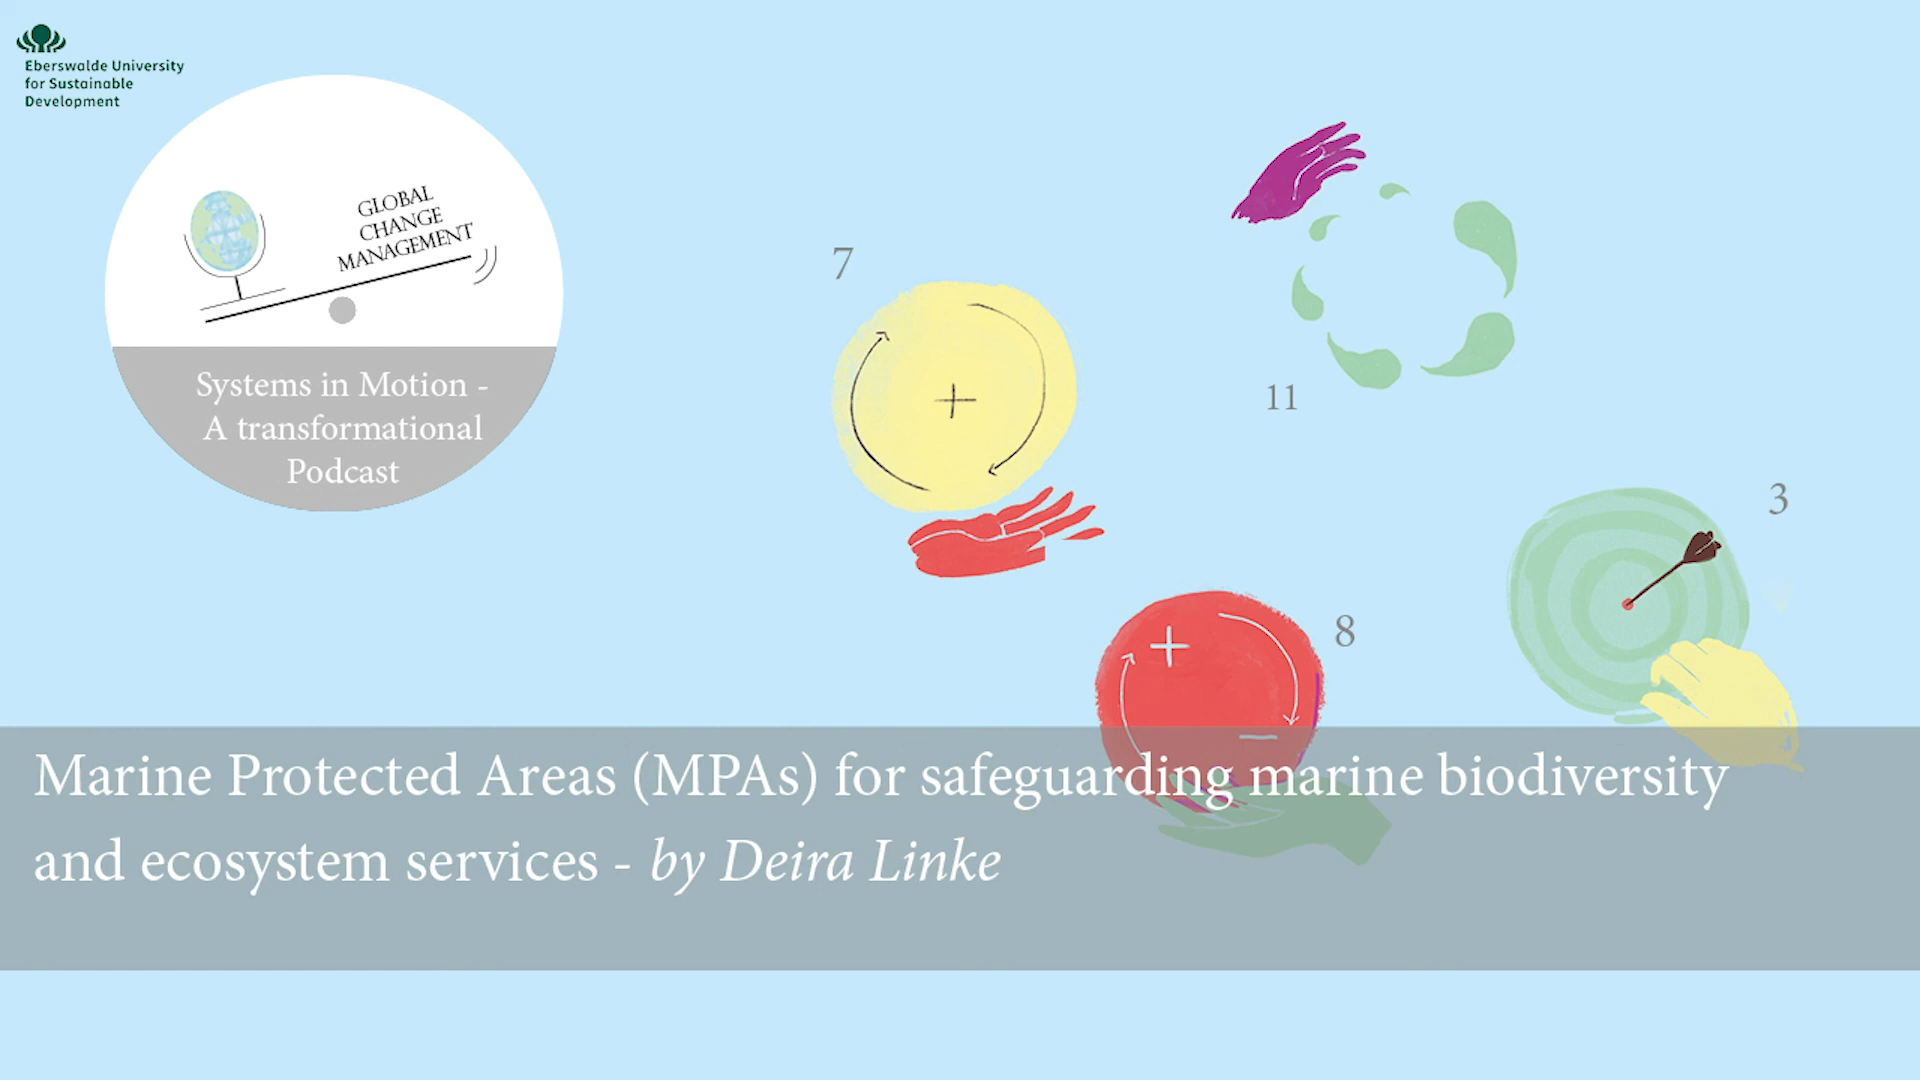 Eberswalde University
for Sustainable
Development
GLOBAL
CHANGE
MANAGEMENT
Systems in Motion -
A transformational
Podcast
7
11
3
8
Marine Protected Areas (MPAs) for safeguarding marine biodiversity
and ecosystem services - by Deira Linke